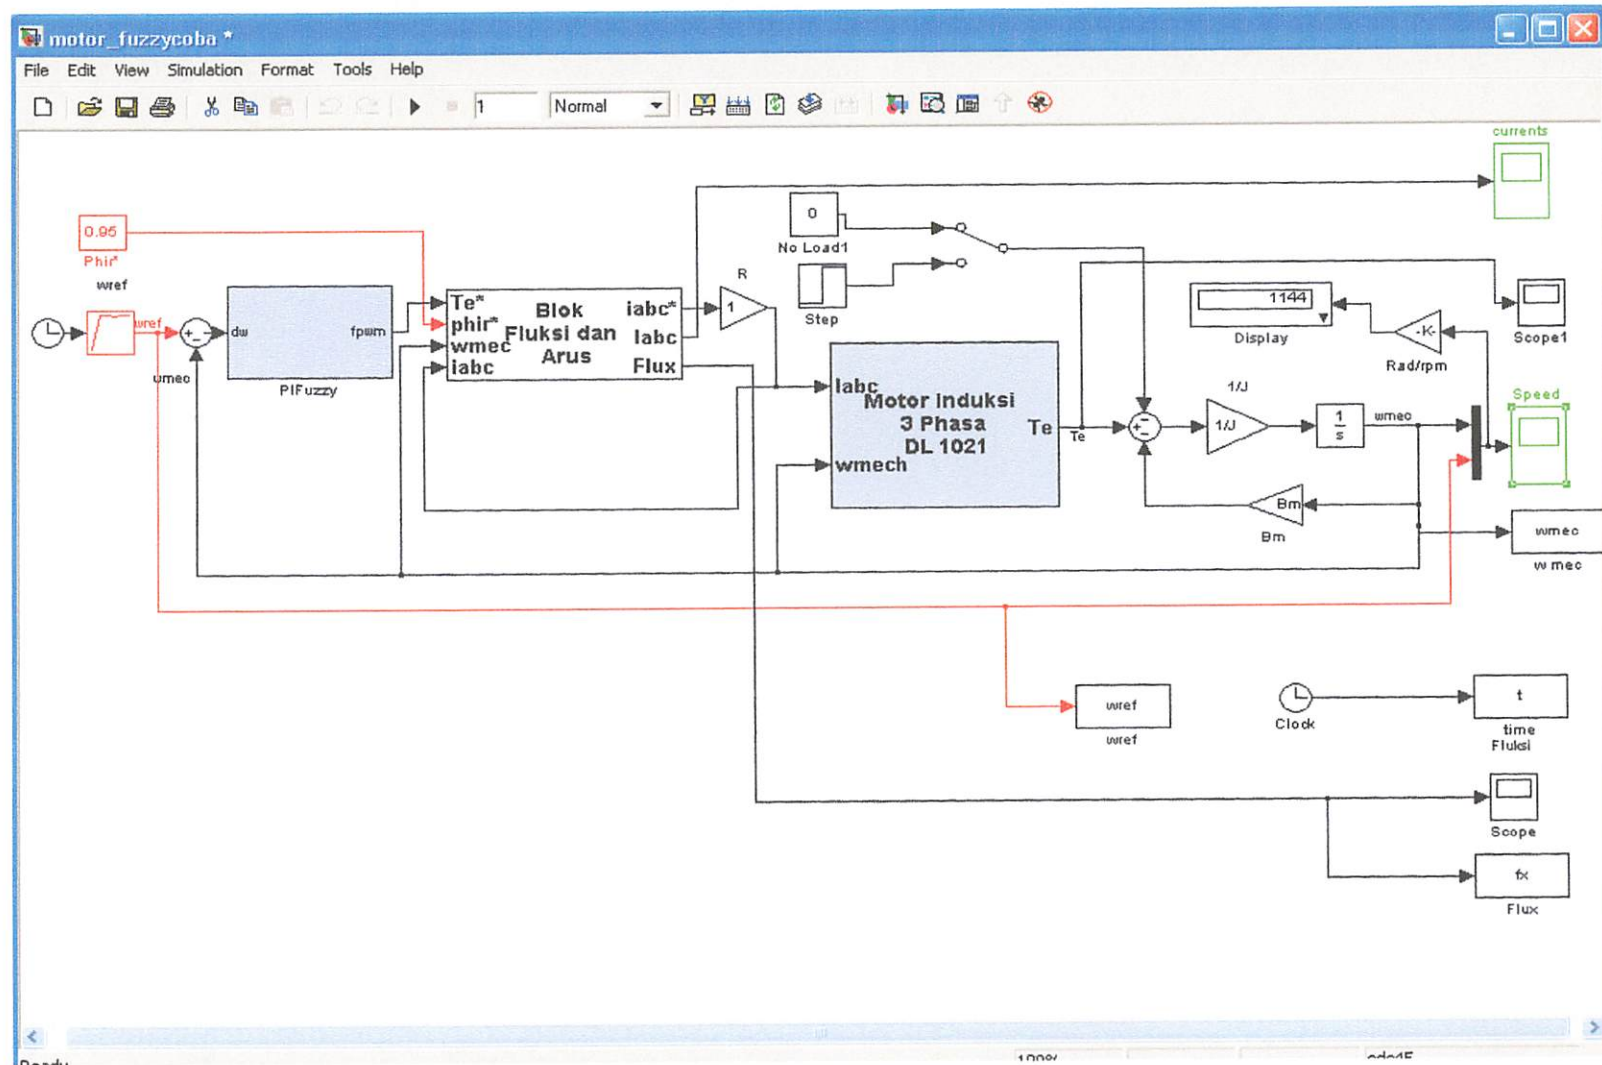 motor_fuzzycoba *
File Edit View Simulation Format Tools Help
1 Normal
currents
0.95
Phir*
wref
wref
wmec
dw fpwm
PIFuzzy
Te*
phir*
wmec
iabc
Blok
Fluksi dan
Arus
iabc*
Iabc
Flux
R
1
0
No Load1
Step
Iabc
wmech
Motor Induksi
3 Phasa
DL 1021
Te
Te
1144
Display
-K-
Rad/rpm
Scope1
1/J
1/J
1
s
wmec
Speed
Bm
Bm
wmec
w mec
wref
wref
Clock
t
time
Fluksi
Scope
fx
Flux
Ready 100% ode45